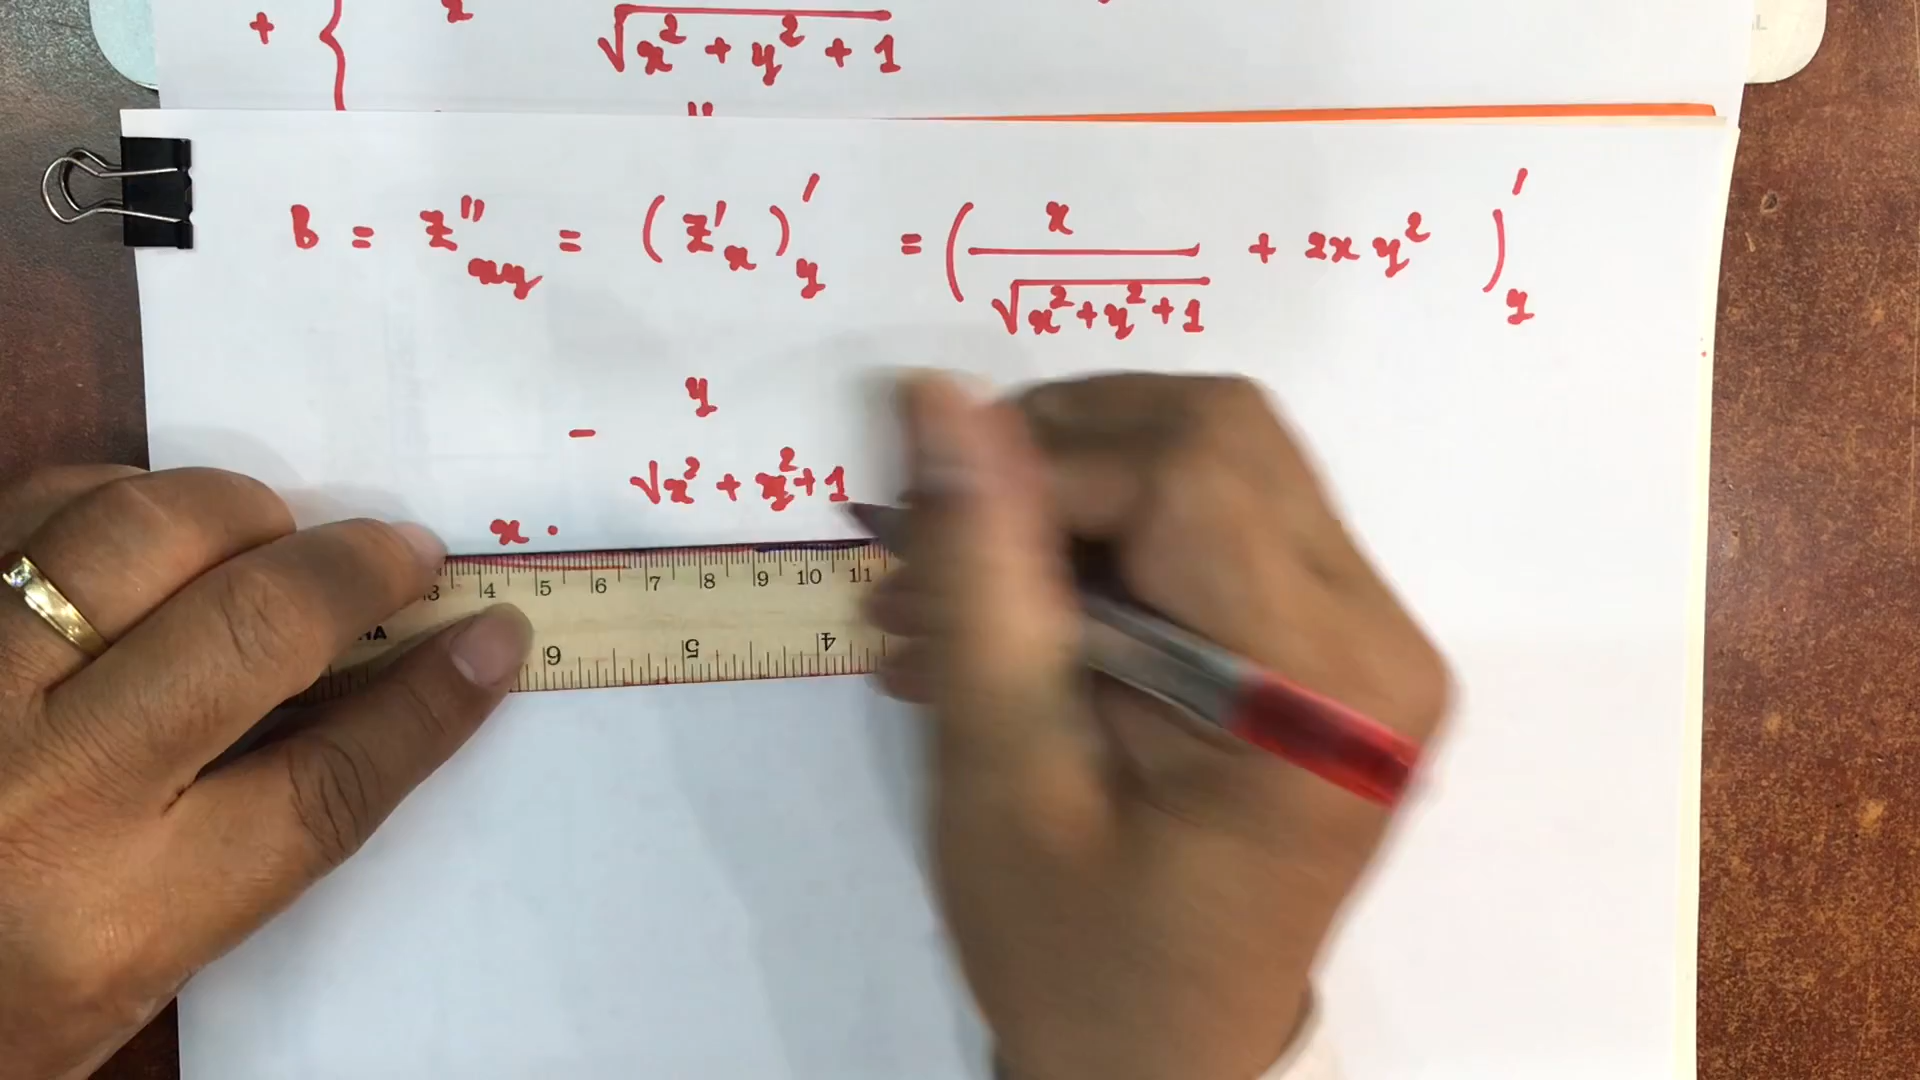 + { x
√x² + y² + 1
"
B = z''xy = (z'x)'y = ( x / √x²+y²+1 + 2xy² )'y
y
−
√x² + y² + 1
x .
3 4 5 6 7 8 9 10 11
6 5 4